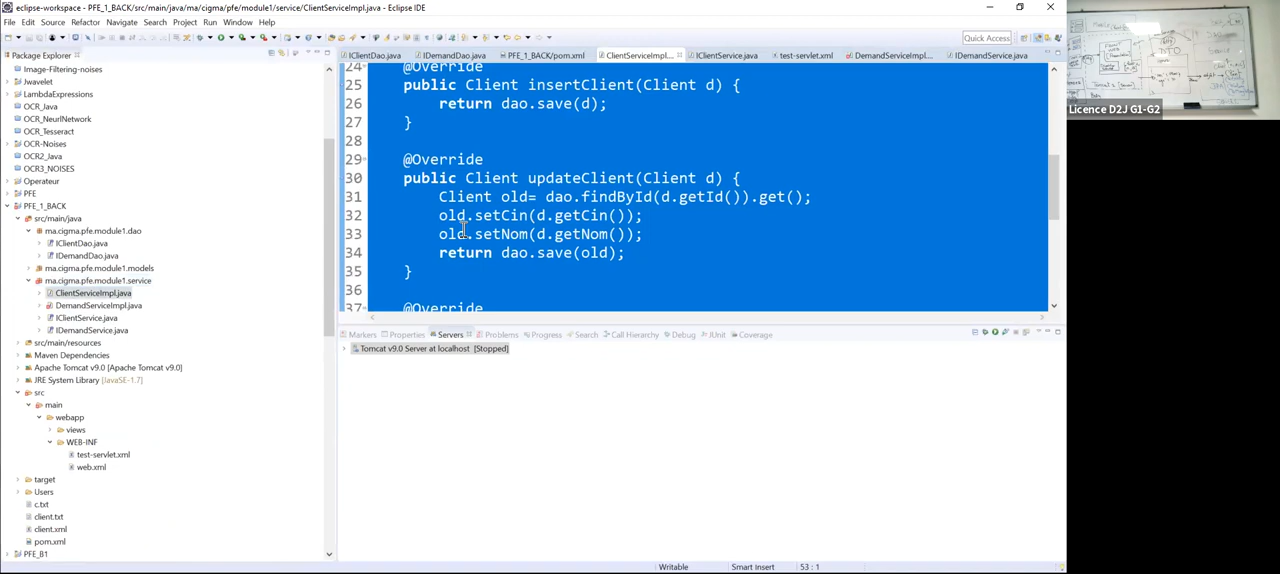 eclipse-workspace - PFE_1_BACK/src/main/java/ma/cigma/pfe/module1/service/ClientServiceImpl.java - Eclipse IDE
File Edit Source Refactor Navigate Search Project Run Window Help
Quick Access
Package Explorer
Image-Filtering-noises
Jwavelet
LambdaExpressions
OCR_Java
OCR_NeurlNetwork
OCR_Tesseract
OCR-Noises
OCR2_Java
OCR3_NOISES
Operateur
PFE
PFE_1_BACK
src/main/java
ma.cigma.pfe.module1.dao
IClientDao.java
IDemandDao.java
ma.cigma.pfe.module1.models
ma.cigma.pfe.module1.service
ClientServiceImpl.java
DemandServiceImpl.java
IClientService.java
IDemandService.java
src/main/resources
Maven Dependencies
Apache Tomcat v9.0 [Apache Tomcat v9.0]
JRE System Library [JavaSE-1.7]
src
main
webapp
views
WEB-INF
test-servlet.xml
web.xml
target
Users
c.txt
client.txt
client.xml
pom.xml
PFE_B1
IClientDao.java IDemandDao.java PFE_1_BACK/pom.xml ClientServiceImpl... IClientService.java test-servlet.xml DemandServiceImpl.... IDemandService.java
24 @Override
25 public Client insertClient(Client d) {
26 return dao.save(d);
27 }
28
29 @Override
30 public Client updateClient(Client d) {
31 Client old= dao.findById(d.getId()).get();
32 old.setCin(d.getCin());
33 old.setNom(d.getNom());
34 return dao.save(old);
35 }
36
37 @Override
Markers Properties Servers Problems Progress Search Call Hierarchy Debug JUnit Coverage
Tomcat v9.0 Server at localhost [Stopped]
Writable Smart Insert 53 : 1
Licence D2J G1-G2